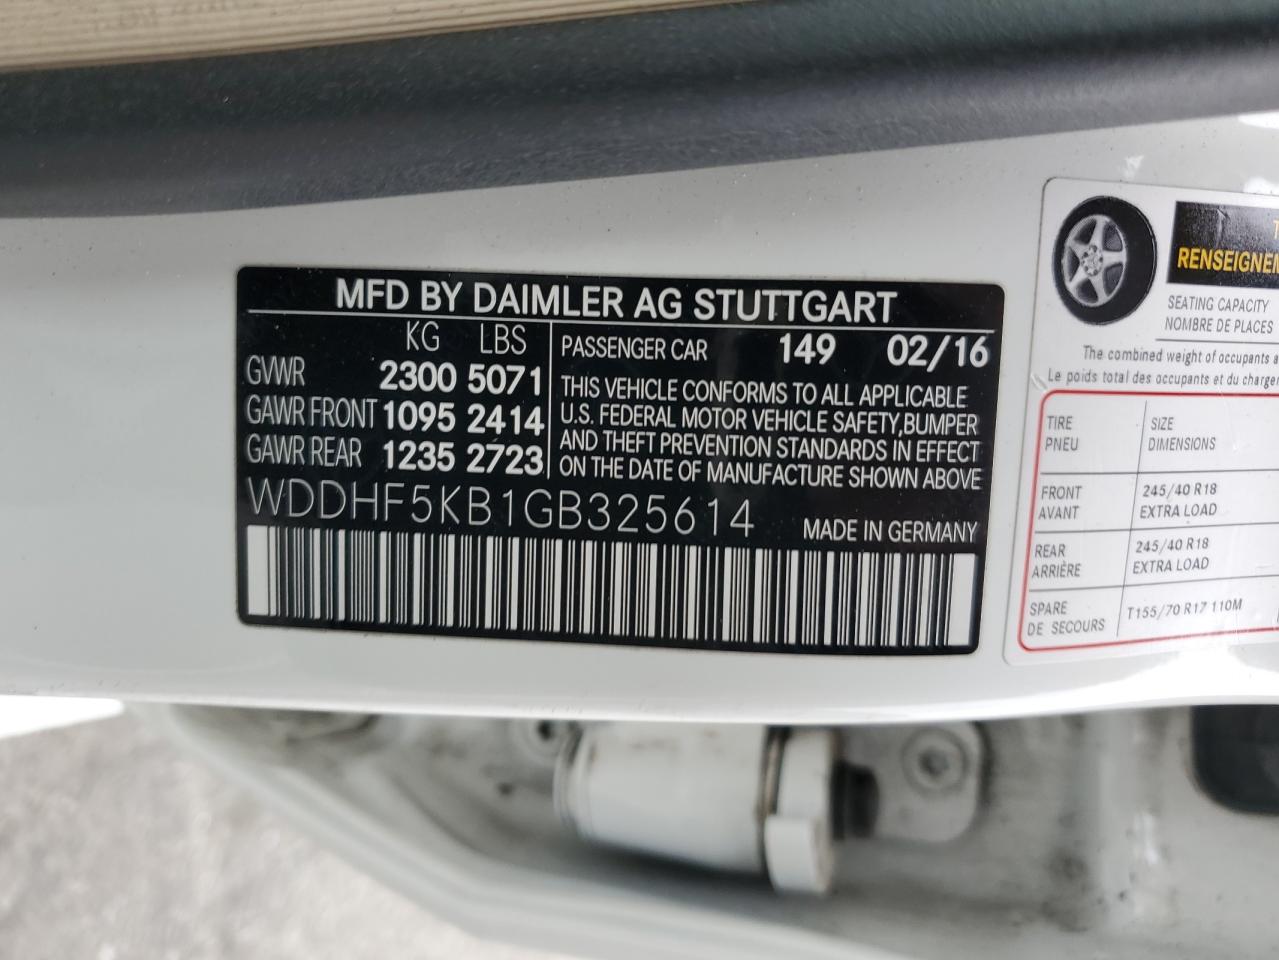 MFD BY DAIMLER AG STUTTGART
KG LBS
GVWR 2300 5071
GAWR FRONT 1095 2414
GAWR REAR 1235 2723
PASSENGER CAR 149 02/16
THIS VEHICLE CONFORMS TO ALL APPLICABLE
U.S. FEDERAL MOTOR VEHICLE SAFETY,BUMPER
AND THEFT PREVENTION STANDARDS IN EFFECT
ON THE DATE OF MANUFACTURE SHOWN ABOVE
WDDHF5KB1GB325614
MADE IN GERMANY
SEATING CAPACITY
NOMBRE DE PLACES
The combined weight of occupants
Le poids total des occupants et du
TIRE SIZE
PNEU DIMENSIONS
FRONT 245/40 R18
AVANT EXTRA LOAD
REAR 245/40 R18
ARRIÈRE EXTRA LOAD
SPARE T155/70 R17 110M
DE SECOURS